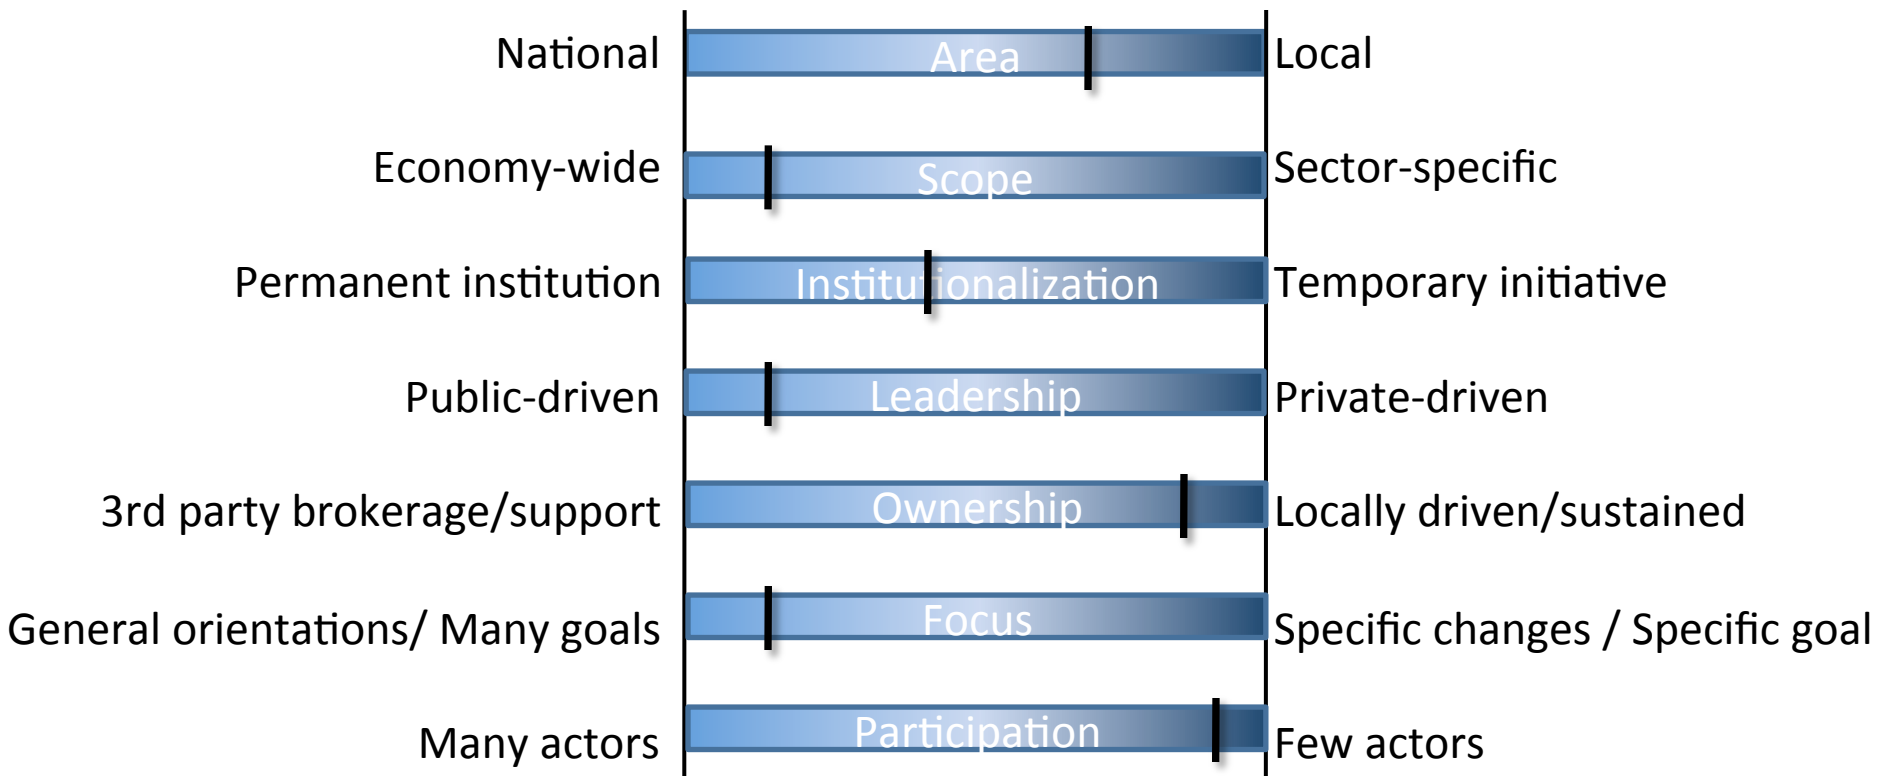 National Area Local
Economy-wide Scope Sector-specific
Permanent institution Institutionalization Temporary initiative
Public-driven Leadership Private-driven
3rd party brokerage/support Ownership Locally driven/sustained
General orientations/ Many goals Focus Specific changes / Specific goal
Many actors Participation Few actors